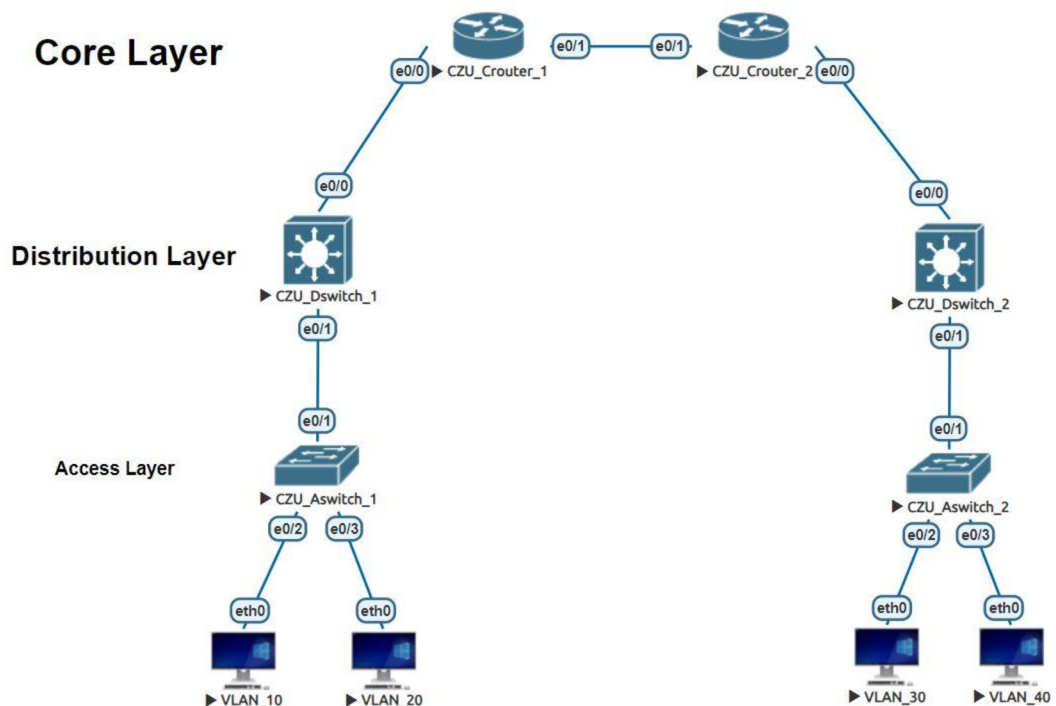 Core Layer
e0/0
CZU_Crouter_1
e0/1
e0/1
CZU_Crouter_2
e0/0
e0/0
e0/0
Distribution Layer
CZU_Dswitch_1
CZU_Dswitch_2
e0/1
e0/1
e0/1
e0/1
Access Layer
CZU_Aswitch_1
CZU_Aswitch_2
e0/2
e0/3
e0/2
e0/3
eth0
eth0
eth0
eth0
VLAN_10
VLAN_20
VLAN_30
VLAN_40